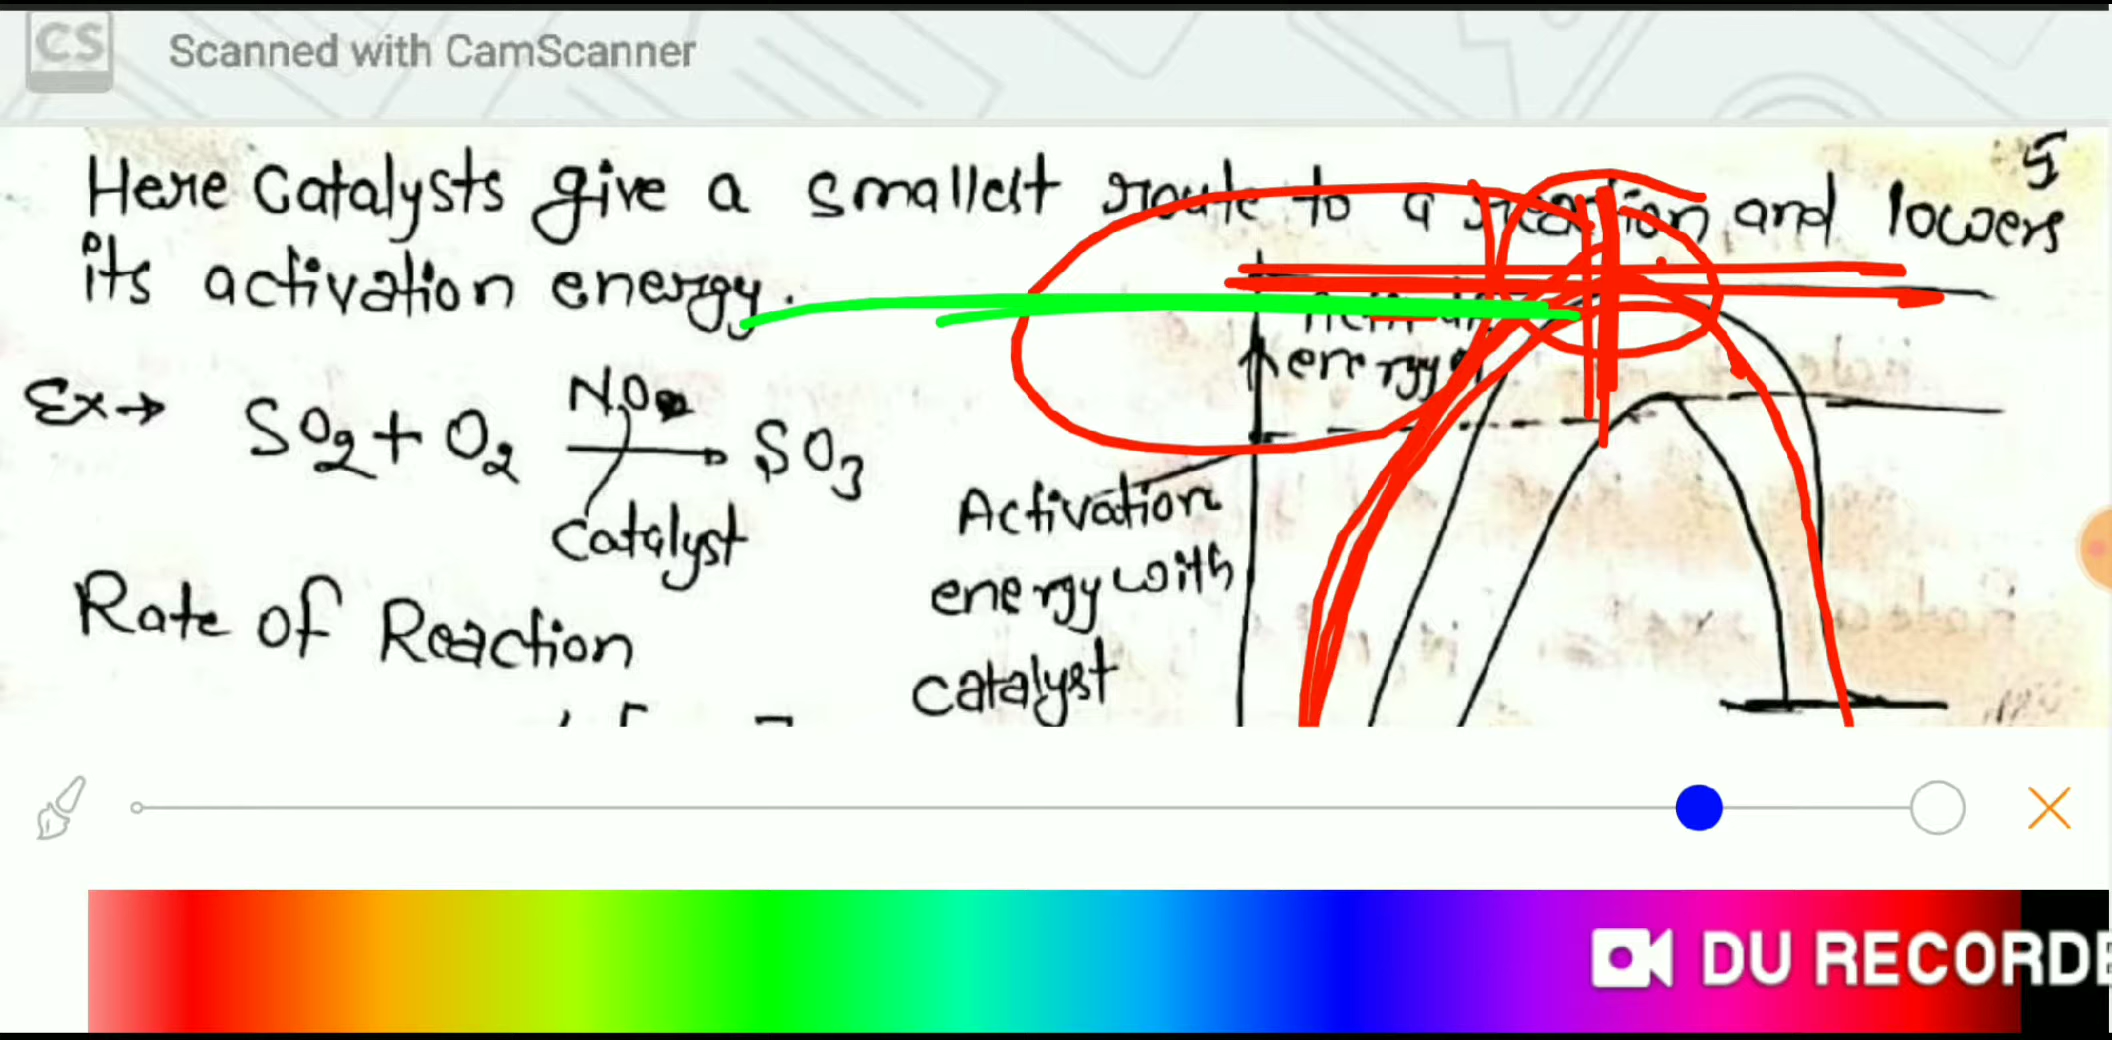 CS Scanned with CamScanner
5
Here Catalysts give a smallest route to a reaction and lowers
its activation energy.
energy
Ex→ SO2 + O2 → SO3
Catalyst
Activation
energy with
catalyst
Rate of Reaction
DU RECORDE